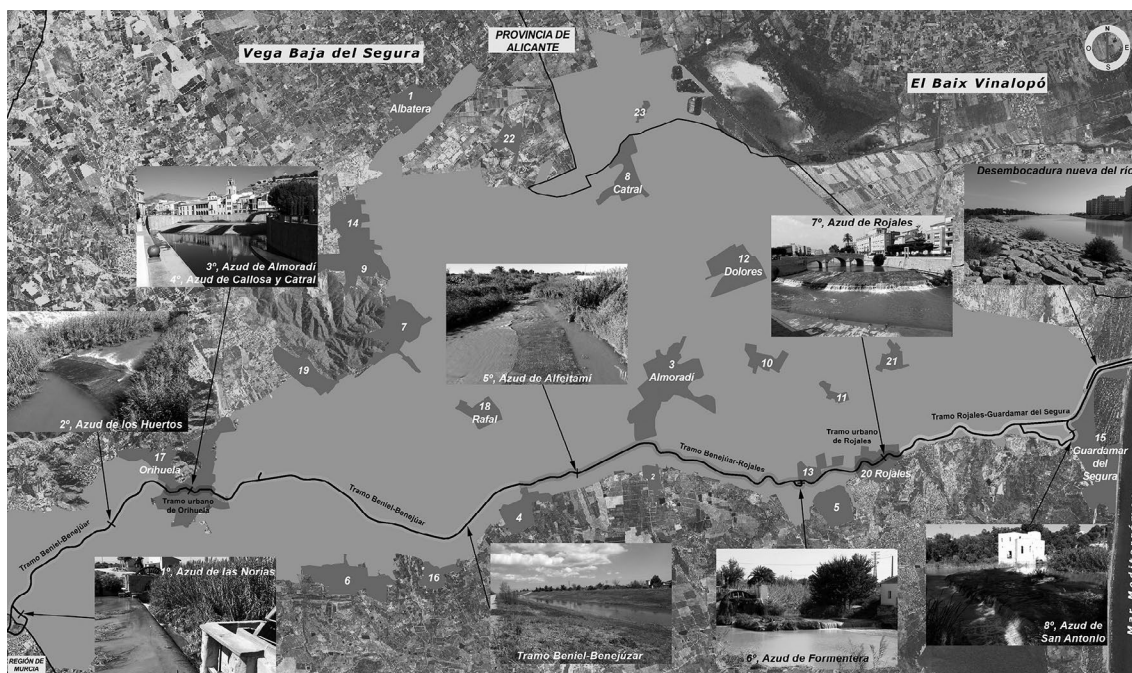 Vega Baja del Segura
PROVINCIA DE
ALICANTE
El Baix Vinalopó
N
O
E
S
1
Albatera
22
23
8
Catral
Desembocadura nueva del río
14
9
7
19
3º, Azud de Almoradí
4º, Azud de Callosa y Catral
12
Dolores
7º, Azud de Rojales
5º, Azud de Alfeitamí
3
Almoradí
10
21
11
18
Rafal
2º, Azud de los Huertos
17
Orihuela
Tramo urbano
de Orihuela
Tramo Beniel-Benejúzar
Tramo Beniel-Benejúzar
Tramo Benejúzar-Rojales
Tramo urbano
de Rojales
Tramo Rojales-Guardamar del Segura
15
Guardamar
del
Segura
13
20 Rojales
2
4
5
6
16
1º, Azud de las Norias
Tramo Beniel-Benejúzar
6º, Azud de Formentera
8º, Azud de
San Antonio
REGIÓN DE
MURCIA